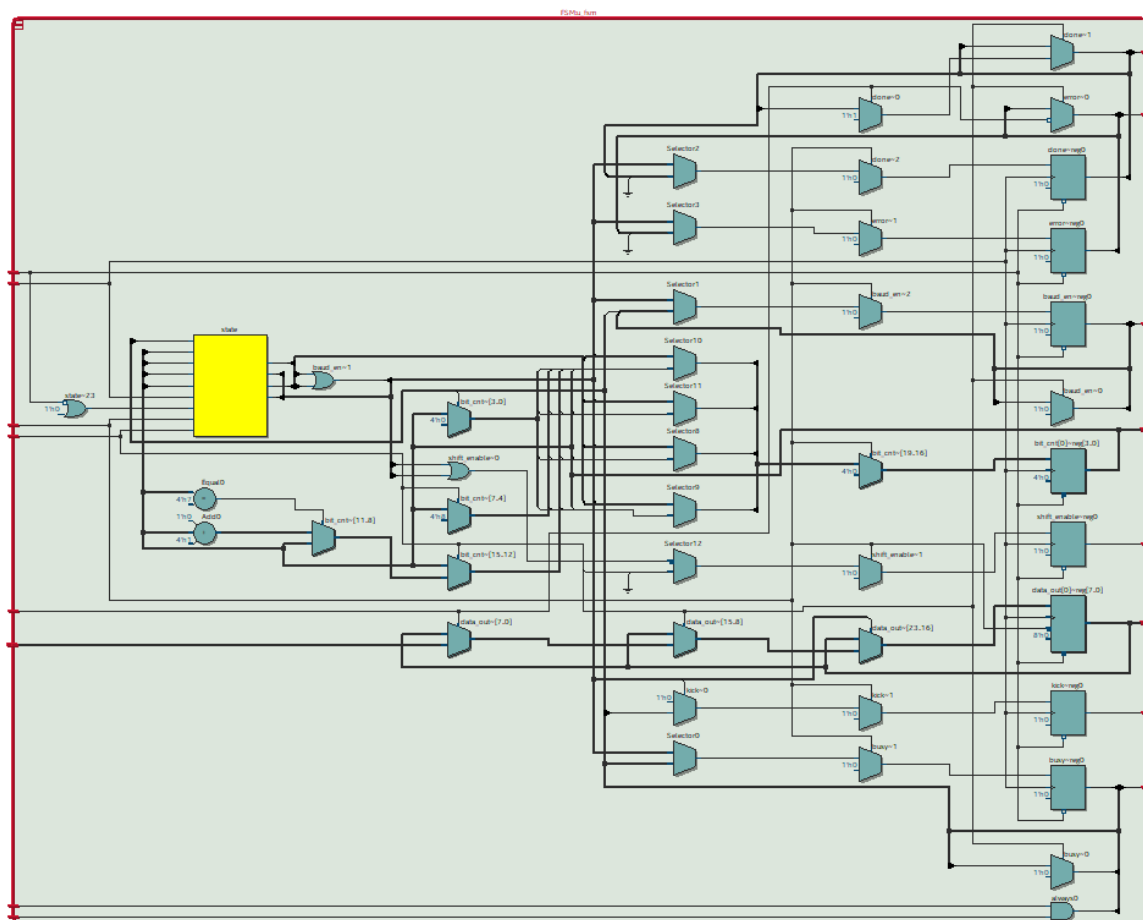 FSM:u_fsm
done~1
done~0
1'h1
error~0
Selector2
done~2
1'h0
done~reg0
1'h0
Selector3
error~1
1'h0
error~reg0
1'h0
Selector1
baud_en~2
1'h0
baud_en~reg0
1'h0
state
Selector10
baud_en~1
state~23
1'h0
bit_cnt~[3..0]
4'h0
Selector11
baud_en~0
1'h0
Selector8
bit_cnt~[19..16]
4'h0
bit_cnt[0]~reg[3..0]
4'h0
shift_enable~0
Equal0
4'h7
bit_cnt~[7..4]
Selector9
1'h0
Add0
bit_cnt~[11..8]
shift_enable~reg0
1'h0
bit_cnt~[15..12]
Selector12
shift_enable~1
1'h0
data_out[0]~reg[7..0]
8'h0
data_out~[7..0]
data_out~[15..8]
data_out~[23..16]
kick~0
1'h0
kick~1
1'h0
kick~reg0
1'h0
Selector0
busy~1
1'h0
busy~reg0
1'h0
busy~0
1'h0
always0